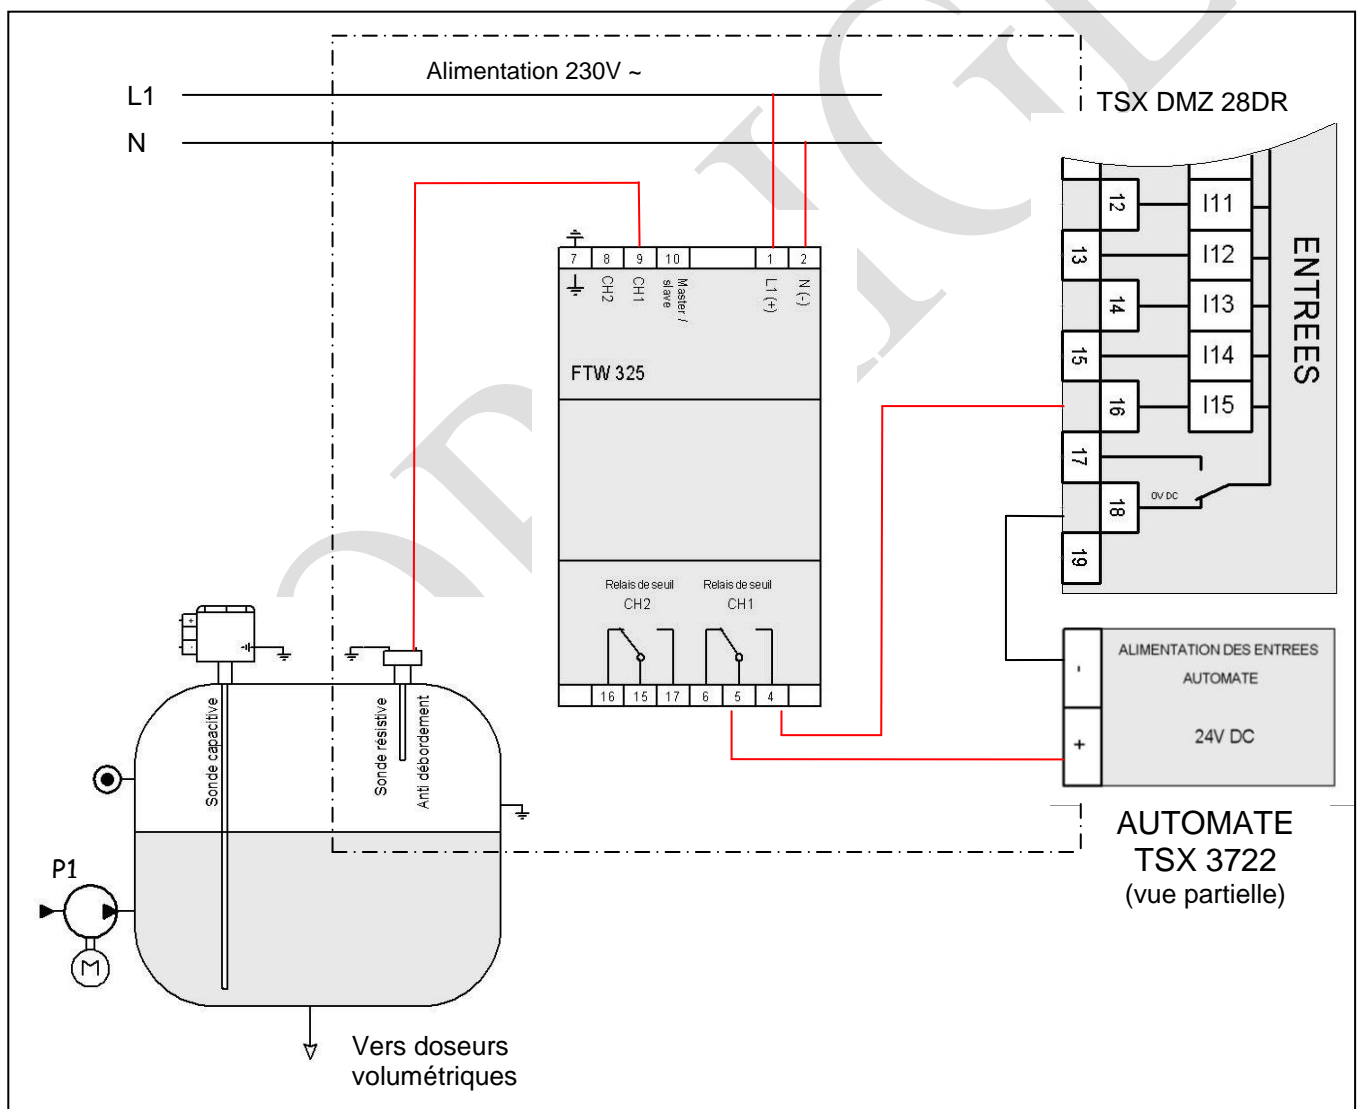 Alimentation 230V ~
L1
N
TSX DMZ 28DR
7 8 9 10 1 2
CH2
CH1
Master /
slave
L1 (+)
N (-)
FTW 325
Relais de seuil
CH2
Relais de seuil
CH1
16 15 17 6 5 4
12 I11
13 I12
14 I13
15 I14
16 I15
17
0V DC
18
19
ENTREES
- ALIMENTATION DES ENTREES
AUTOMATE
+ 24V DC
AUTOMATE
TSX 3722
(vue partielle)
+
-
Sonde capacitive
Sonde résistive
Anti débordement
P1
M
Vers doseurs
volumétriques